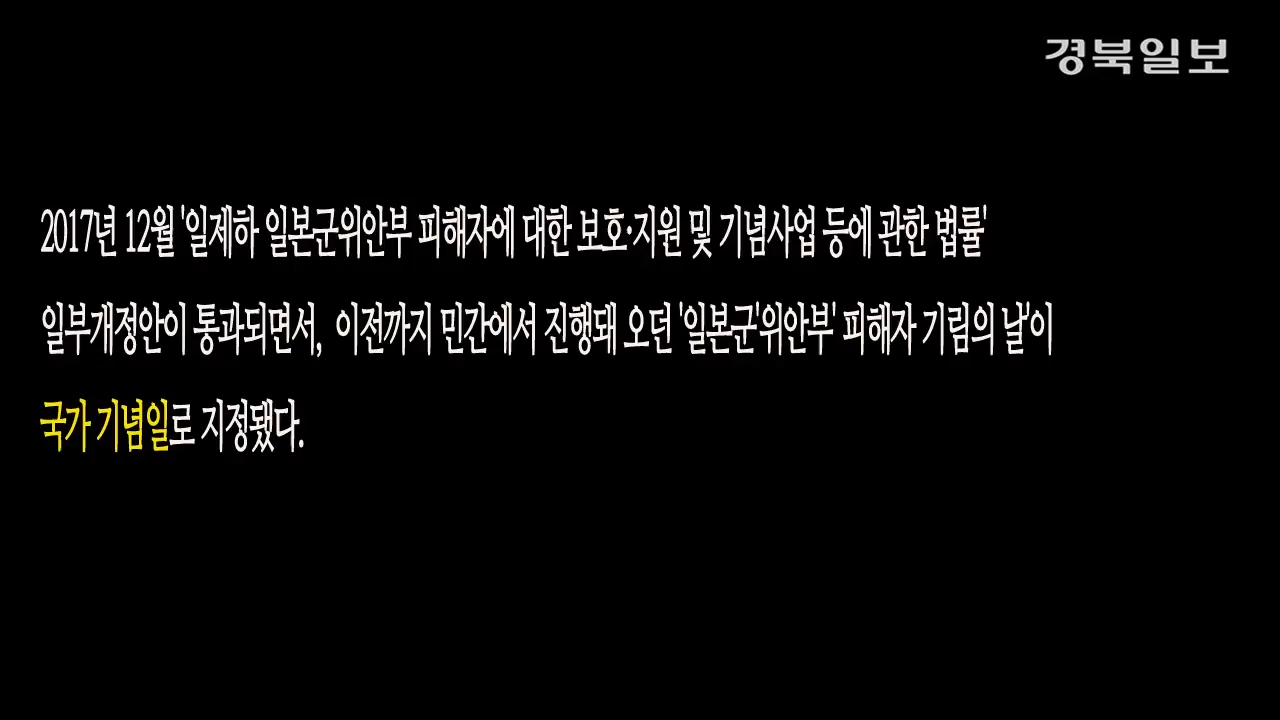 경북일보
2017년 12월 '일제하 일본군위안부 피해자에 대한 보호·지원 및 기념사업 등에 관한 법률'
일부개정안이 통과되면서, 이전까지 민간에서 진행돼 오던 '일본군'위안부' 피해자 기림의 날'이
국가 기념일로 지정됐다.